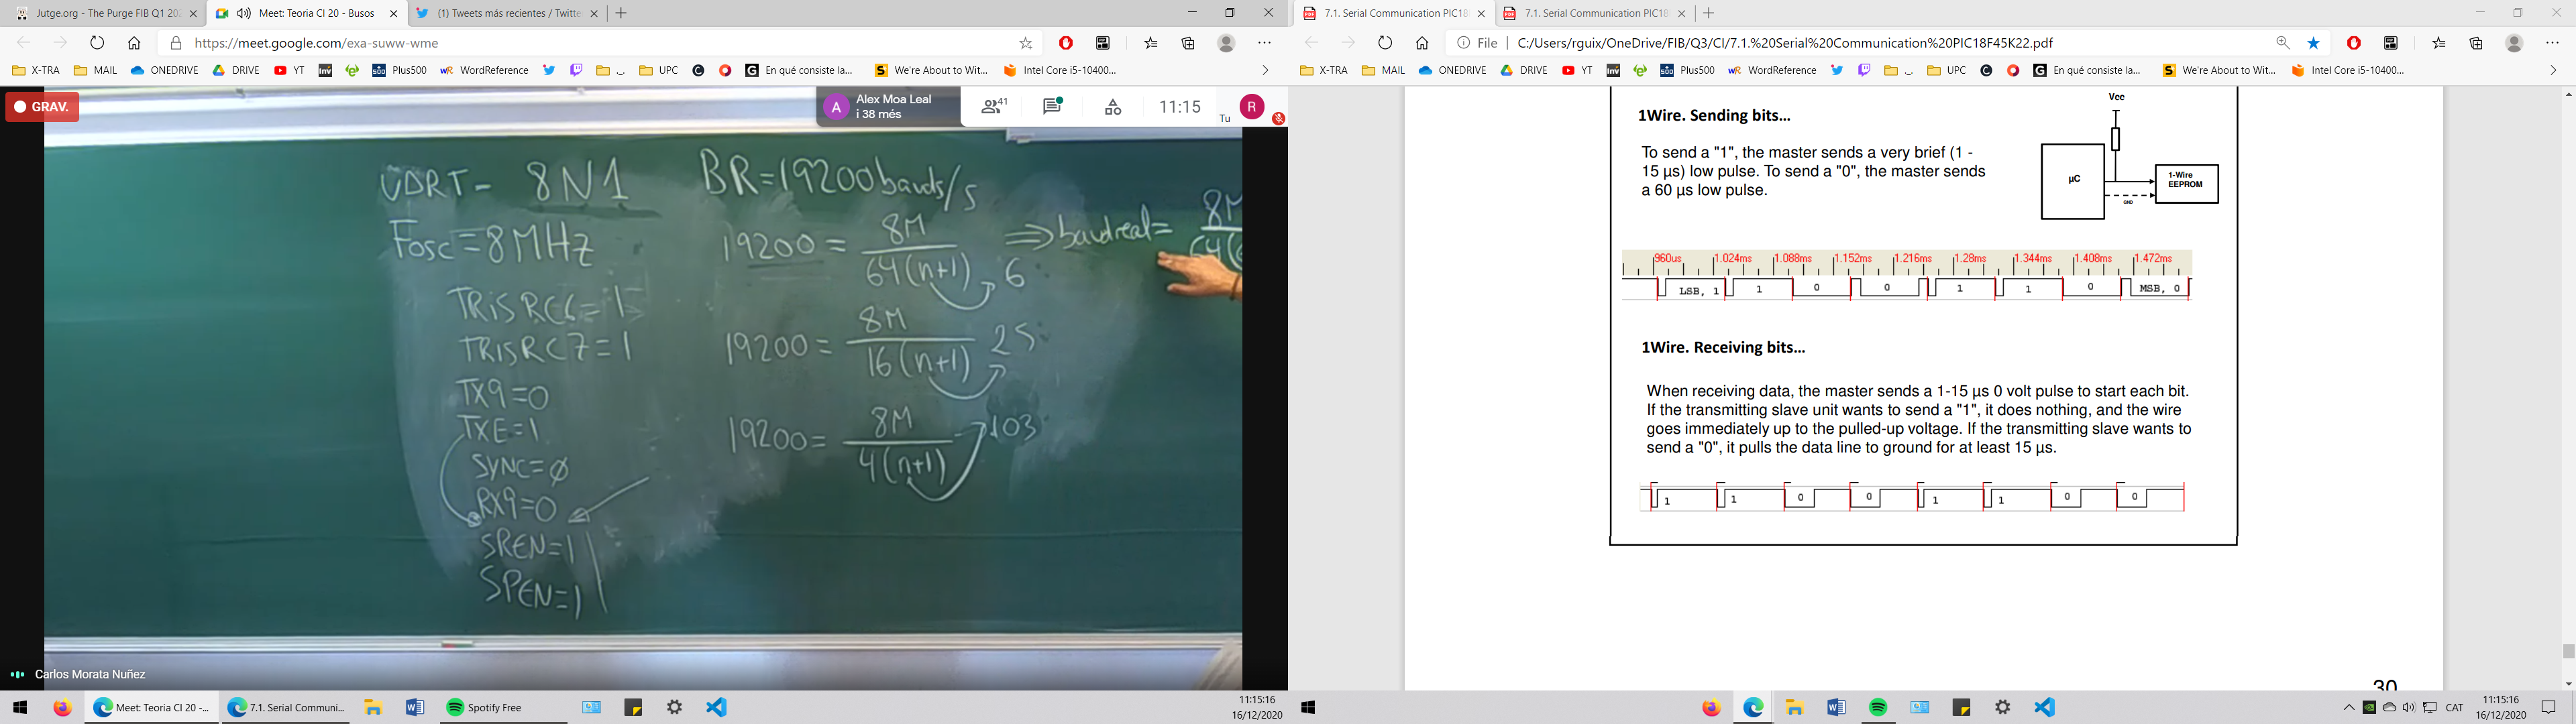 Jutge.org - The Purge FIB Q1 20
Meet: Teoria CI 20 - Busos
(1) Tweets más recientes / Twitte
https://meet.google.com/exa-suww-wme
X-TRA MAIL ONEDRIVE DRIVE YT Inv Plus500 WordReference UPC En qué consiste la... We're About to Wit... Intel Core i5-10400...
GRAV.
A
Alex Moa Leal
i 38 més
41
11:15
Tu
R
8N1 BR=19200 bauds/s
Fosc=8MHz
19200 = 8M / 64(n+1) 6 ⇒ baud real = 8M
TRISRC6=1
TRISRC7=1
19200 = 8M / 16(n+1) 25
TX9=0
TXE=1
19200 = 8M / 4(n+1) 103
SYNC=0
RX9=0
SREN=1
SPEN=1
Carlos Morata Nuñez
Meet: Teoria CI 20 -...
7.1. Serial Communi...
Spotify Free
11:15:16
16/12/2020
7.1. Serial Communication PIC18
7.1. Serial Communication PIC18
File C:/Users/rguix/OneDrive/FIB/Q3/CI/7.1.%20Serial%20Communication%20PIC18F45K22.pdf
X-TRA MAIL ONEDRIVE DRIVE YT Inv Plus500 WordReference UPC En qué consiste la... We're About to Wit... Intel Core i5-10400...
1Wire. Sending bits...
To send a "1", the master sends a very brief (1 -
15 µs) low pulse. To send a "0", the master sends
a 60 µs low pulse.
Vcc
µC
1-Wire
EEPROM
GND
960us 1.024ms 1.088ms 1.152ms 1.216ms 1.28ms 1.344ms 1.408ms 1.472ms
LSB, 1 1 0 0 1 1 0 MSB, 0
1Wire. Receiving bits...
When receiving data, the master sends a 1-15 µs 0 volt pulse to start each bit.
If the transmitting slave unit wants to send a "1", it does nothing, and the wire
goes immediately up to the pulled-up voltage. If the transmitting slave wants to
send a "0", it pulls the data line to ground for at least 15 µs.
1 1 0 0 1 1 0 0
30
CAT
11:15:16
16/12/2020